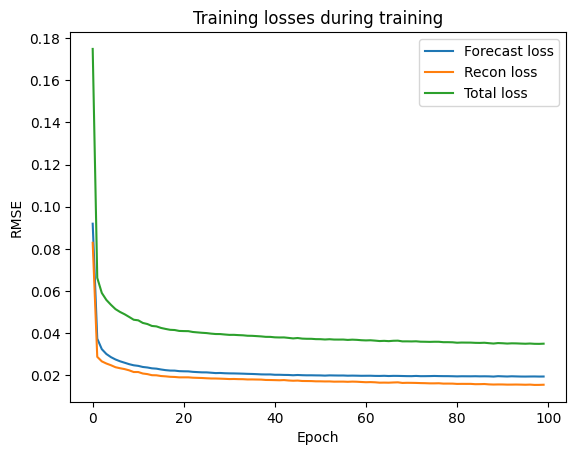 Training losses during training
0.18
0.16
0.14
0.12
0.10
0.08
0.06
0.04
0.02
RMSE
Forecast loss
Recon loss
Total loss
0
20
40
60
80
100
Epoch